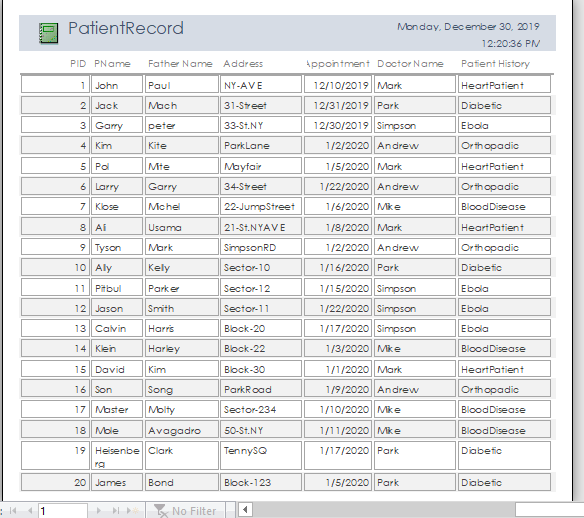 PatientRecord
Monday, December 30, 2019
12:20:36 PM
PID PName Father Name Address Appointment Doctor Name Patient History
1 John Paul NY-AVE 12/10/2019 Mark HeartPatient
2 Jack Mach 31-Street 12/31/2019 Park Diabetic
3 Garry peter 33-St.NY 12/30/2019 Simpson Ebola
4 Kim Kite ParkLane 1/2/2020 Andrew Orthopadic
5 Pol Mite Mayfair 1/5/2020 Mark HeartPatient
6 Larry Garry 34-Street 1/22/2020 Andrew Orthopadic
7 Klose Michel 22-JumpStreet 1/6/2020 Mike BloodDisease
8 Ali Usama 21-St.NYAVE 1/8/2020 Mark HeartPatient
9 Tyson Mark SimpsonRD 1/2/2020 Andrew Orthopadic
10 Ally Kelly Sector-10 1/16/2020 Park Diabetic
11 Pitbul Parker Sector-12 1/15/2020 Simpson Ebola
12 Jason Smith Sector-11 1/22/2020 Simpson Ebola
13 Calvin Harris Block-20 1/17/2020 Simpson Ebola
14 Klein Harley Block-22 1/3/2020 Mike BloodDisease
15 David Kim Block-30 1/1/2020 Mark HeartPatient
16 Son Song ParkRoad 1/9/2020 Andrew Orthopadic
17 Master Molty Sector-234 1/10/2020 Mike BloodDisease
18 Mole Avagadro 50-St.NY 1/11/2020 Mike BloodDisease
19 Heisenbe Clark TennySQ 1/17/2020 Park Diabetic
rg
20 James Bond Block-123 1/5/2020 Park Diabetic
1 No Filter